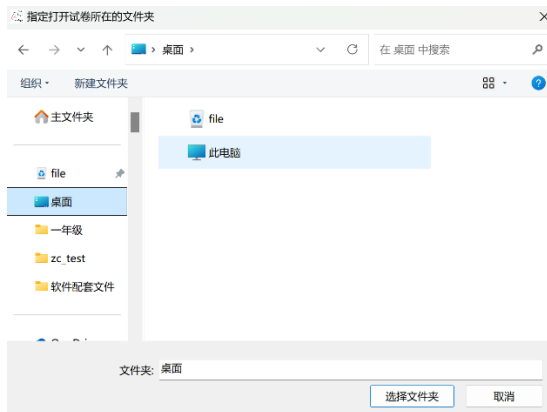 指定打开试卷所在的文件夹
桌面
在 桌面 中搜索
组织
新建文件夹
主文件夹
file
桌面
一年级
zc_test
软件配套文件
file
此电脑
文件夹: 桌面
选择文件夹
取消